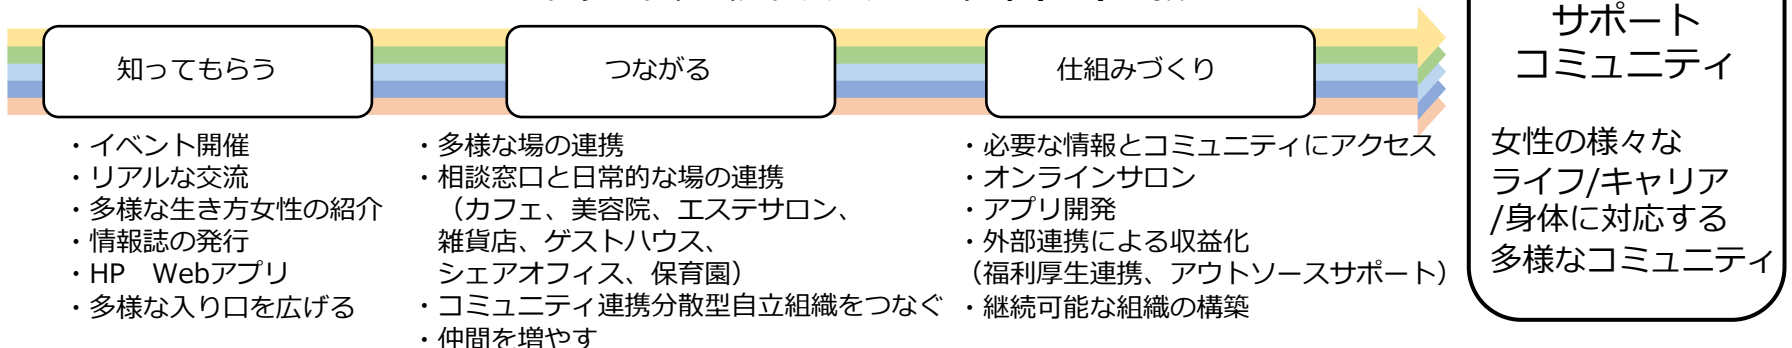 知ってもらう
・イベント開催
・リアルな交流
・多様な生き方女性の紹介
・情報誌の発行
・HP　Webアプリ
・多様な入り口を広げる
つながる
・多様な場の連携
・相談窓口と日常的な場の連携
（カフェ、美容院、エステサロン、
雑貨店、ゲストハウス、
シェアオフィス、保育園）
・コミュニティ連携分散型自立組織をつなぐ
・仲間を増やす
仕組みづくり
・必要な情報とコミュニティにアクセス
・オンラインサロン
・アプリ開発
・外部連携による収益化
（福利厚生連携、アウトソースサポート）
・継続可能な組織の構築
サポート
コミュニティ
女性の様々な
ライフ/キャリア
/身体に対応する
多様なコミュニティ